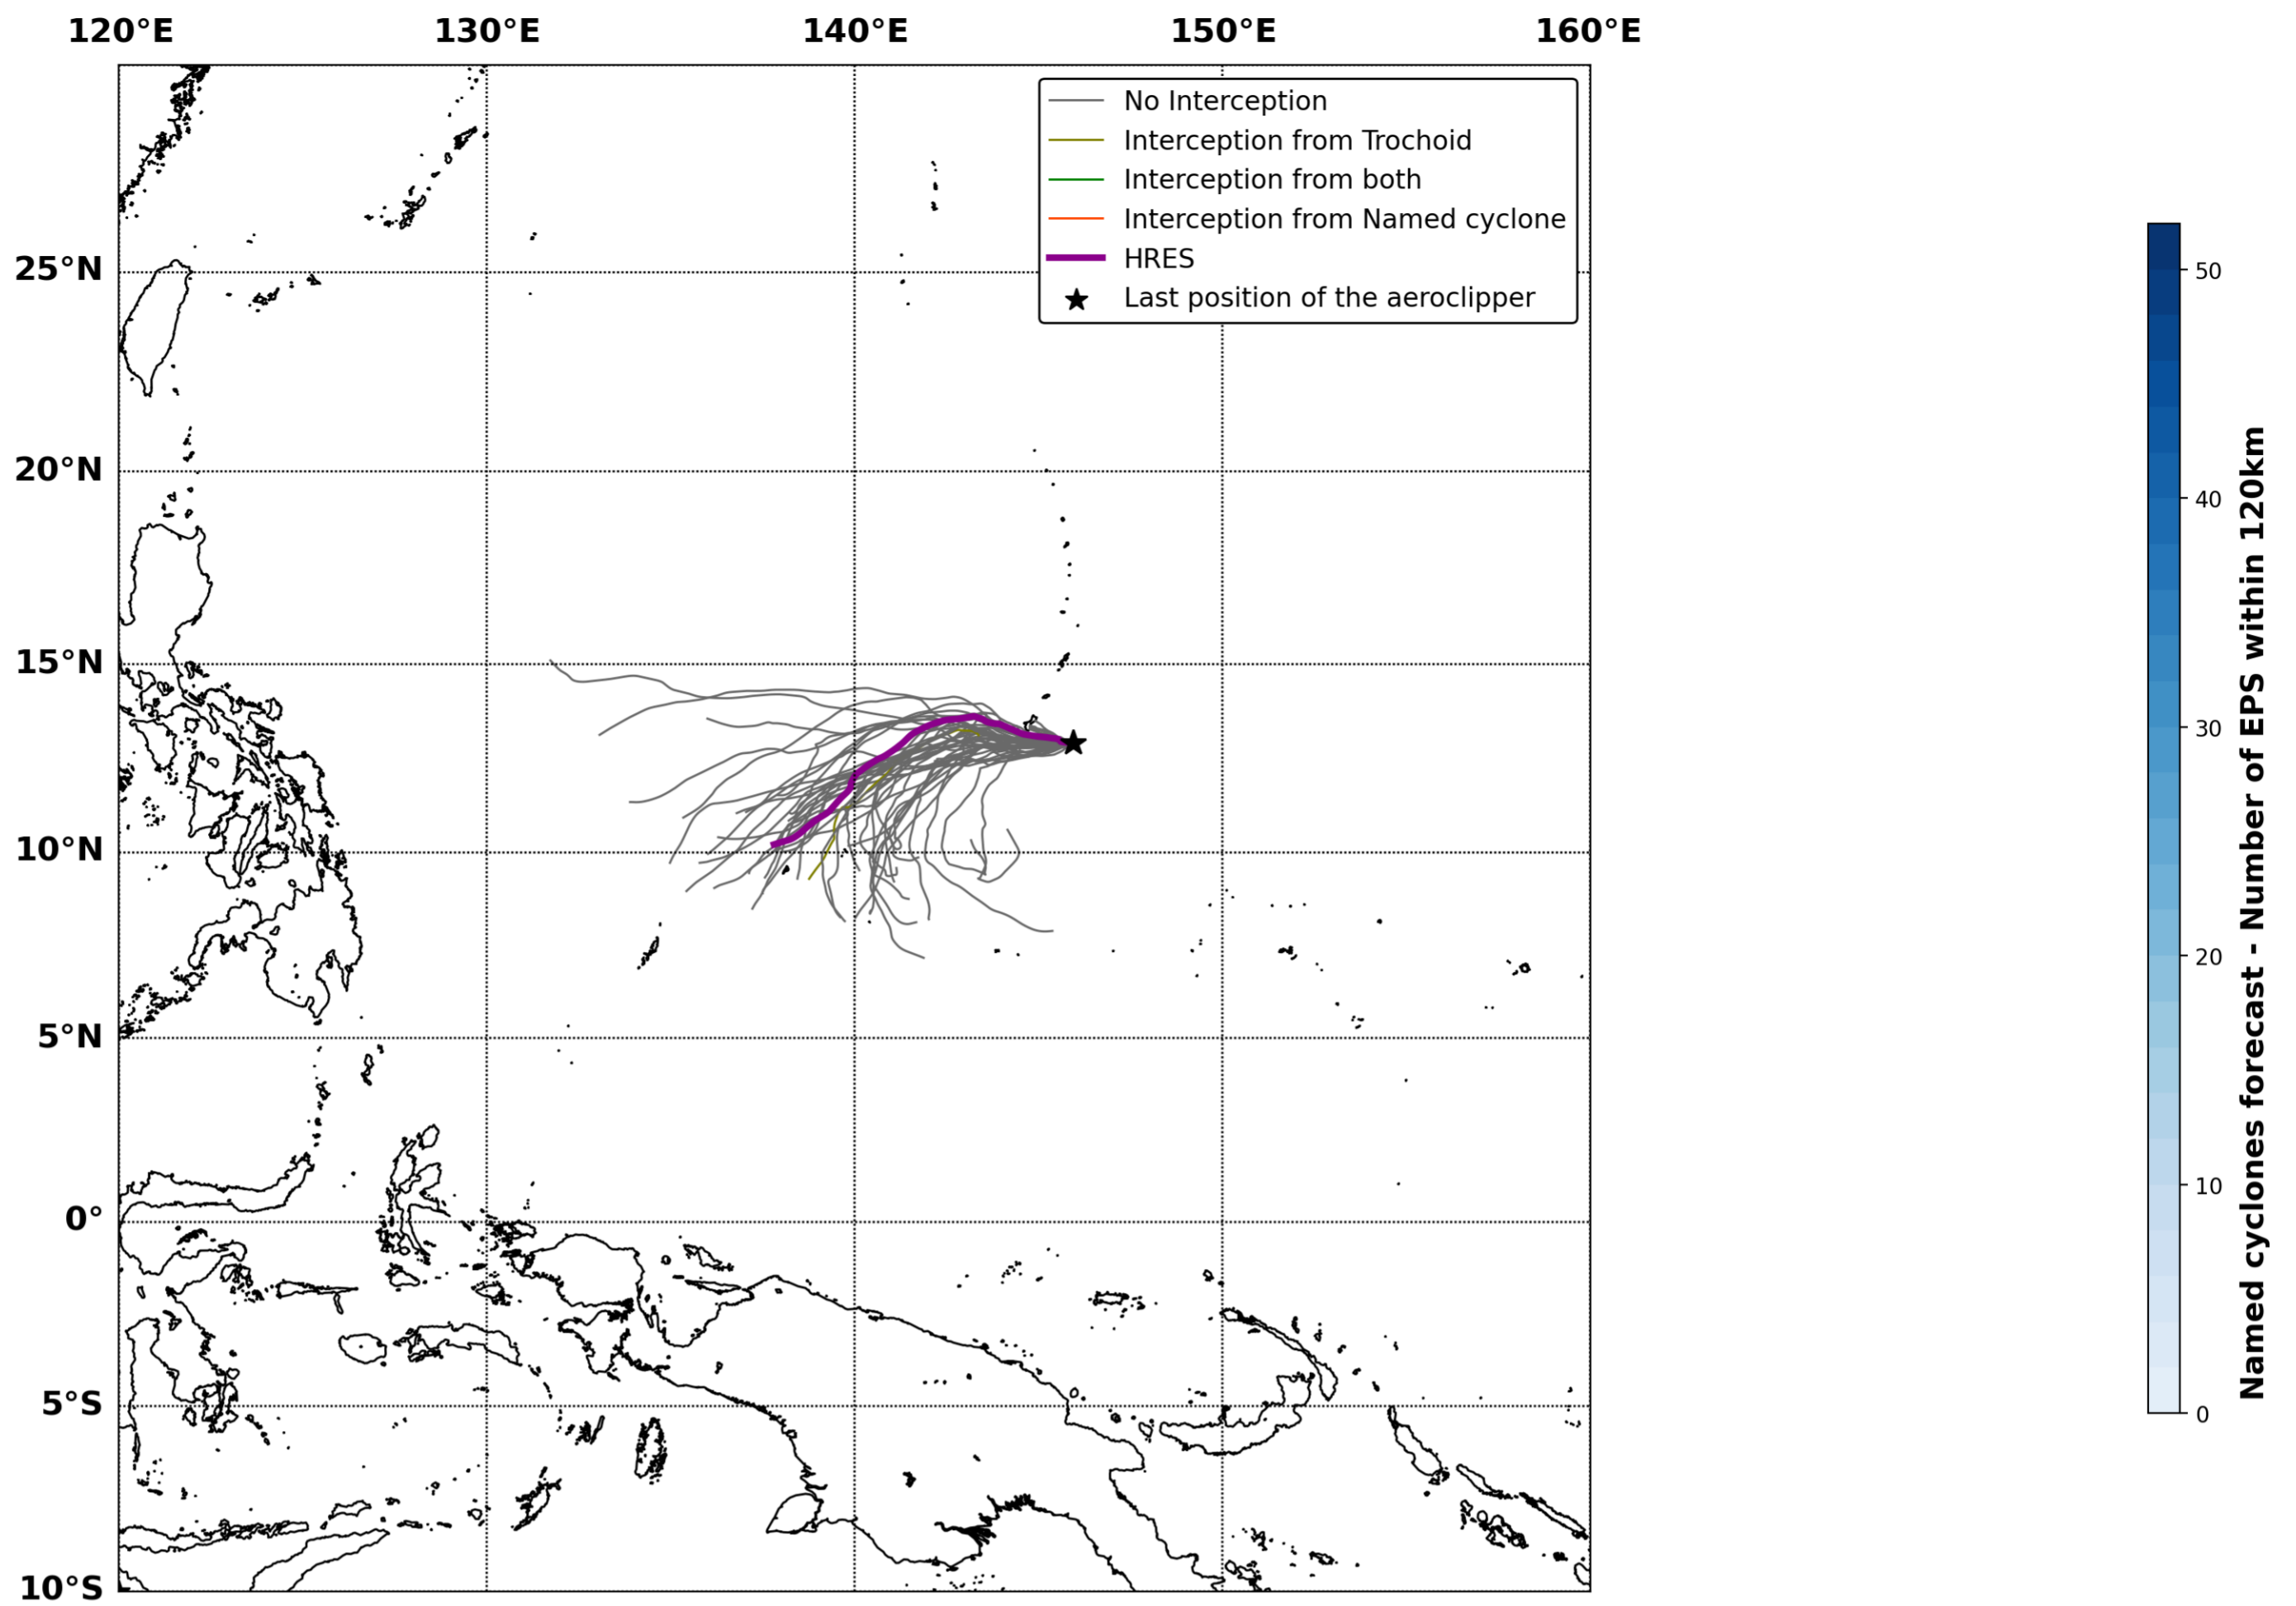 120°E 130°E 140°E 150°E 160°E
No Interception
Interception from Trochoid
Interception from both
Interception from Named cyclone
HRES
Last position of the aeroclipper
25°N
20°N
15°N
10°N
5°N
0°
5°S
10°S
50
40
30
20
10
0
Named cyclones forecast - Number of EPS within 120km